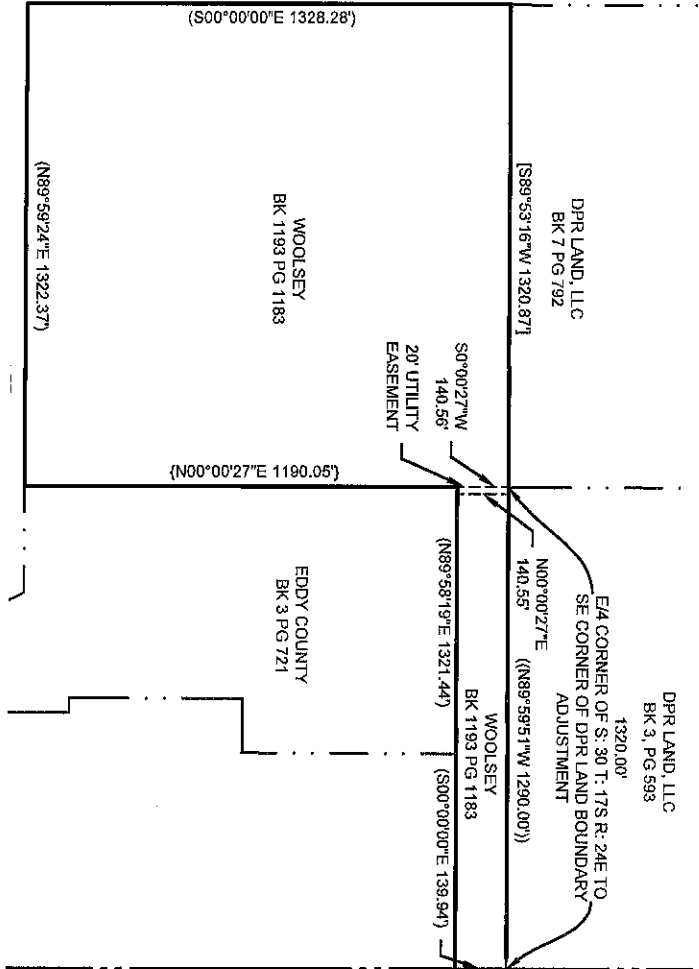 (S00°00'00"E 1328.28')
DPR LAND, LLC
BK 7 PG 792
[S89°53'16"W 1320.87']
WOOLSEY
BK 1193 PG 1183
(N89°59'24"E 1322.37')
S0°00'27"W
140.56'
20' UTILITY
EASEMENT
{N00°00'27"E 1190.05'}
DPR LAND, LLC
BK 3, PG 593
1320.00'
E/4 CORNER OF S: 30 T: 17S R: 24E TO
SE CORNER OF DPR LAND BOUNDARY
ADJUSTMENT
N00°00'27"E
140.55'
((N89°59'51"W 1290.00'))
WOOLSEY
BK 1193 PG 1183
(N89°58'19"E 1321.44')
(S00°00'00"E 139.94')
EDDY COUNTY
BK 3 PG 721